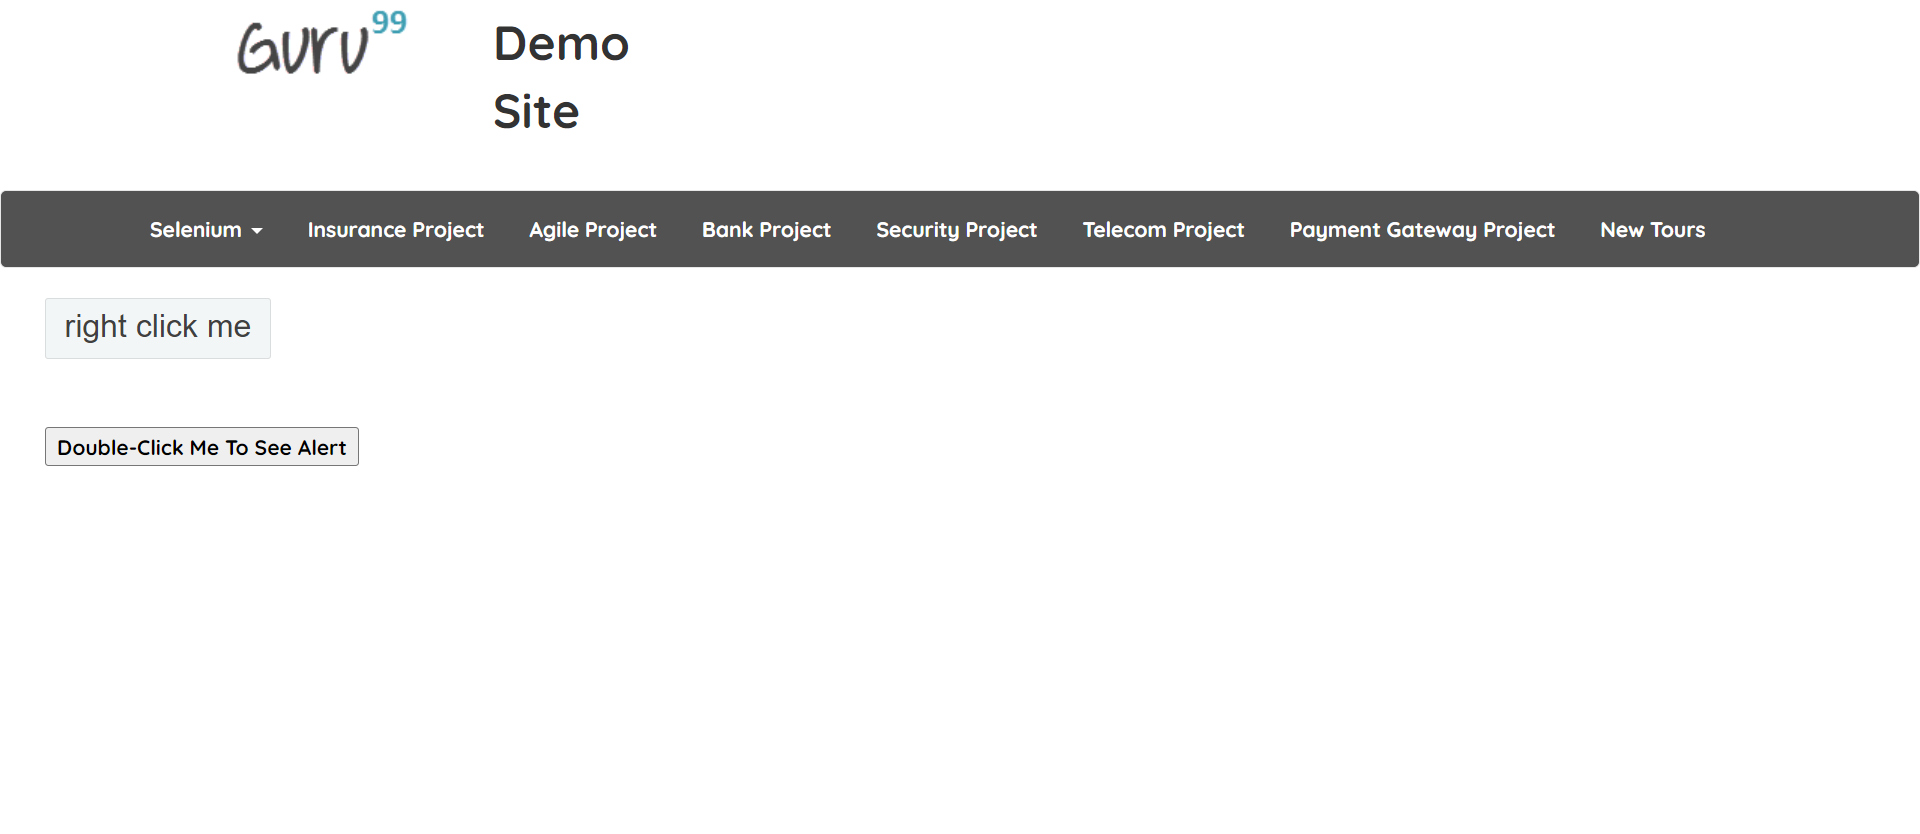 Guru99
Demo
Site
Selenium
Insurance Project
Agile Project
Bank Project
Security Project
Telecom Project
Payment Gateway Project
New Tours
right click me
Double-Click Me To See Alert